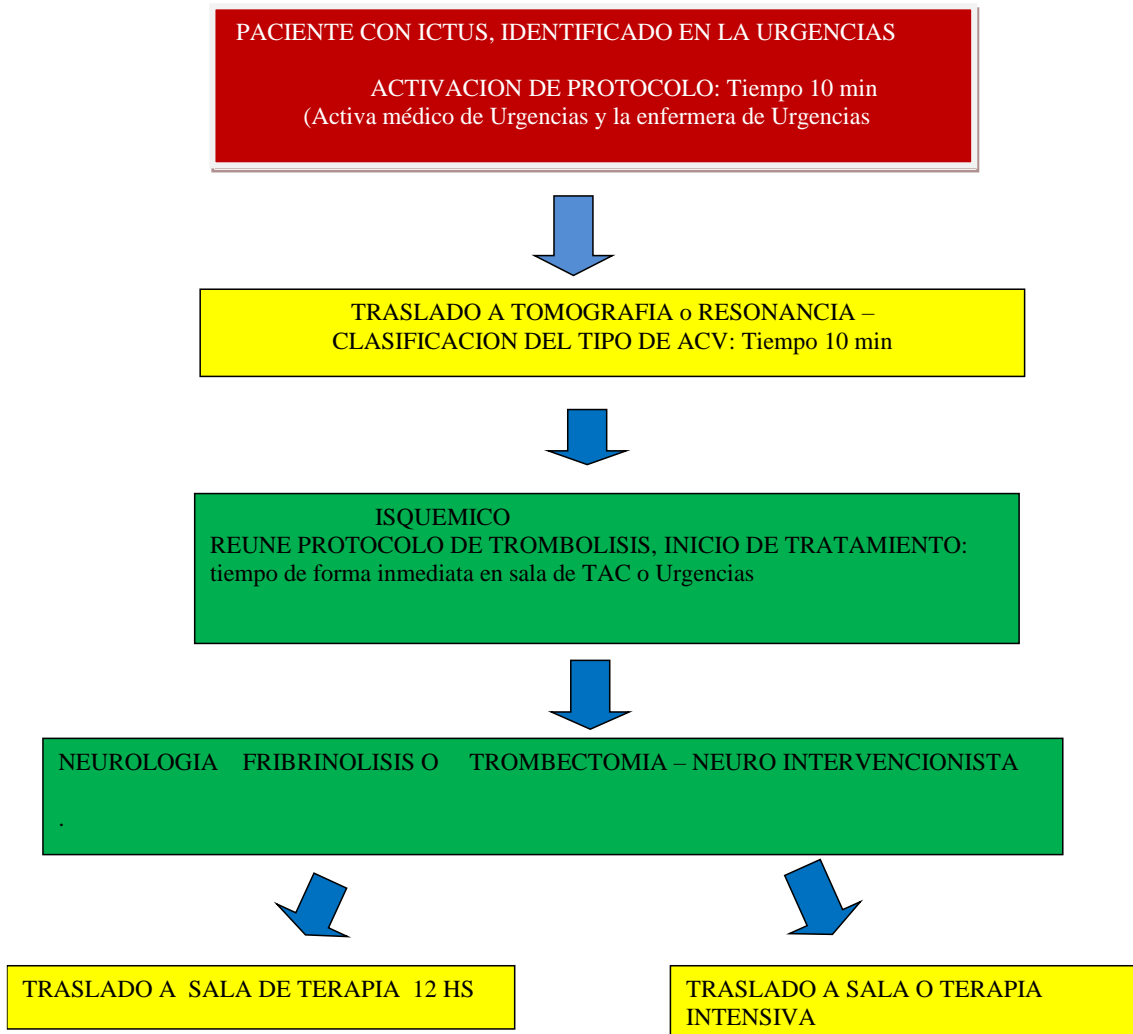 PACIENTE CON ICTUS, IDENTIFICADO EN LA URGENCIAS
ACTIVACION DE PROTOCOLO: Tiempo 10 min
(Activa médico de Urgencias y la enfermera de Urgencias
TRASLADO A TOMOGRAFIA o RESONANCIA –
CLASIFICACION DEL TIPO DE ACV: Tiempo 10 min
ISQUEMICO
REUNE PROTOCOLO DE TROMBOLISIS, INICIO DE TRATAMIENTO:
tiempo de forma inmediata en sala de TAC o Urgencias
NEUROLOGIA FRIBRINOLISIS O TROMBECTOMIA – NEURO INTERVENCIONISTA
.
TRASLADO A SALA DE TERAPIA 12 HS
TRASLADO A SALA O TERAPIA
INTENSIVA